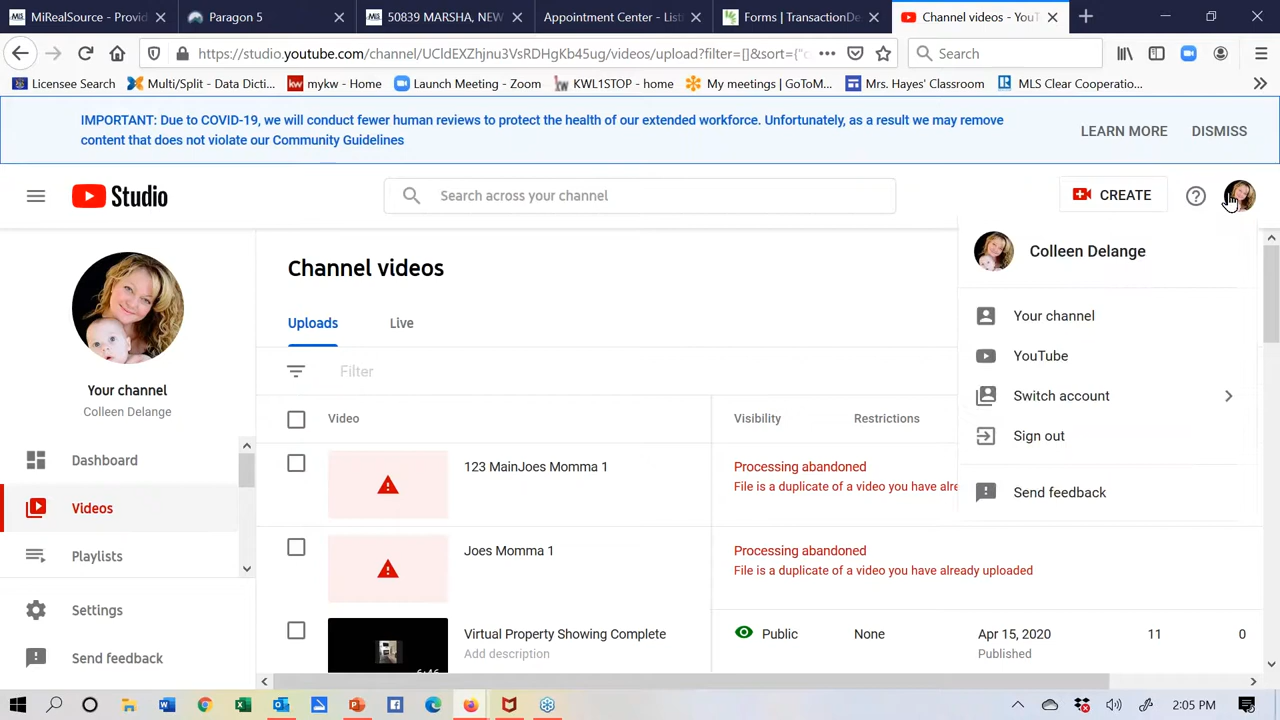 MiRealSource - Provid
Paragon 5
50839 MARSHA, NEW
Appointment Center - Listi
Forms | TransactionDe
Channel videos - YouT
https://studio.youtube.com/channel/UCldEXZhjnu3VsRDHgKb45ug/videos/upload?filter=[]&sort={"c
Search
Licensee Search
Multi/Split - Data Dicti...
mykw - Home
Launch Meeting - Zoom
KWL1STOP - home
My meetings | GoToM...
Mrs. Hayes' Classroom
MLS Clear Cooperatio...
IMPORTANT: Due to COVID-19, we will conduct fewer human reviews to protect the health of our extended workforce. Unfortunately, as a result we may remove
content that does not violate our Community Guidelines
LEARN MORE
DISMISS
Studio
Search across your channel
CREATE
Colleen Delange
Your channel
YouTube
Switch account
Sign out
Send feedback
Your channel
Colleen Delange
Dashboard
Videos
Playlists
Settings
Send feedback
Channel videos
Uploads
Live
Filter
Video
Visibility
Restrictions
123 MainJoes Momma 1
Processing abandoned
File is a duplicate of a video you have alre
Joes Momma 1
Processing abandoned
File is a duplicate of a video you have already uploaded
Virtual Property Showing Complete
Add description
6:46
Public
None
Apr 15, 2020
Published
11
0
2:05 PM